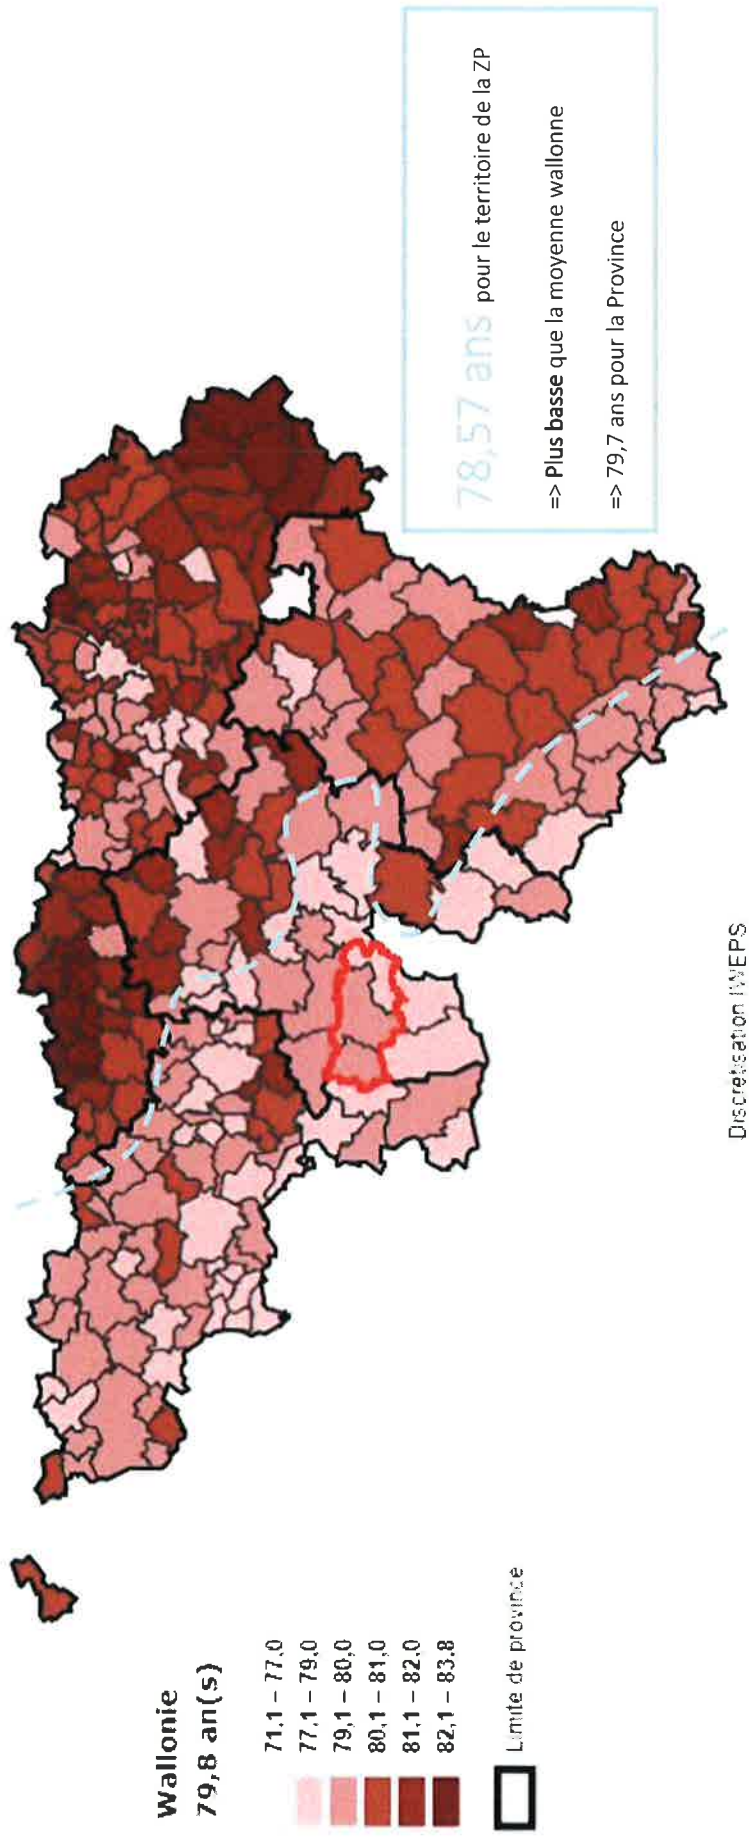 Wallonie
79,8 an(s)
71,1 – 77,0
77,1 – 79,0
79,1 – 80,0
80,1 – 81,0
81,1 – 82,0
82,1 – 83,8
Limite de province
78,57 ans pour le territoire de la ZP
=> Plus basse que la moyenne wallonne
=> 79,7 ans pour la Province
Discrétisation IWEPS